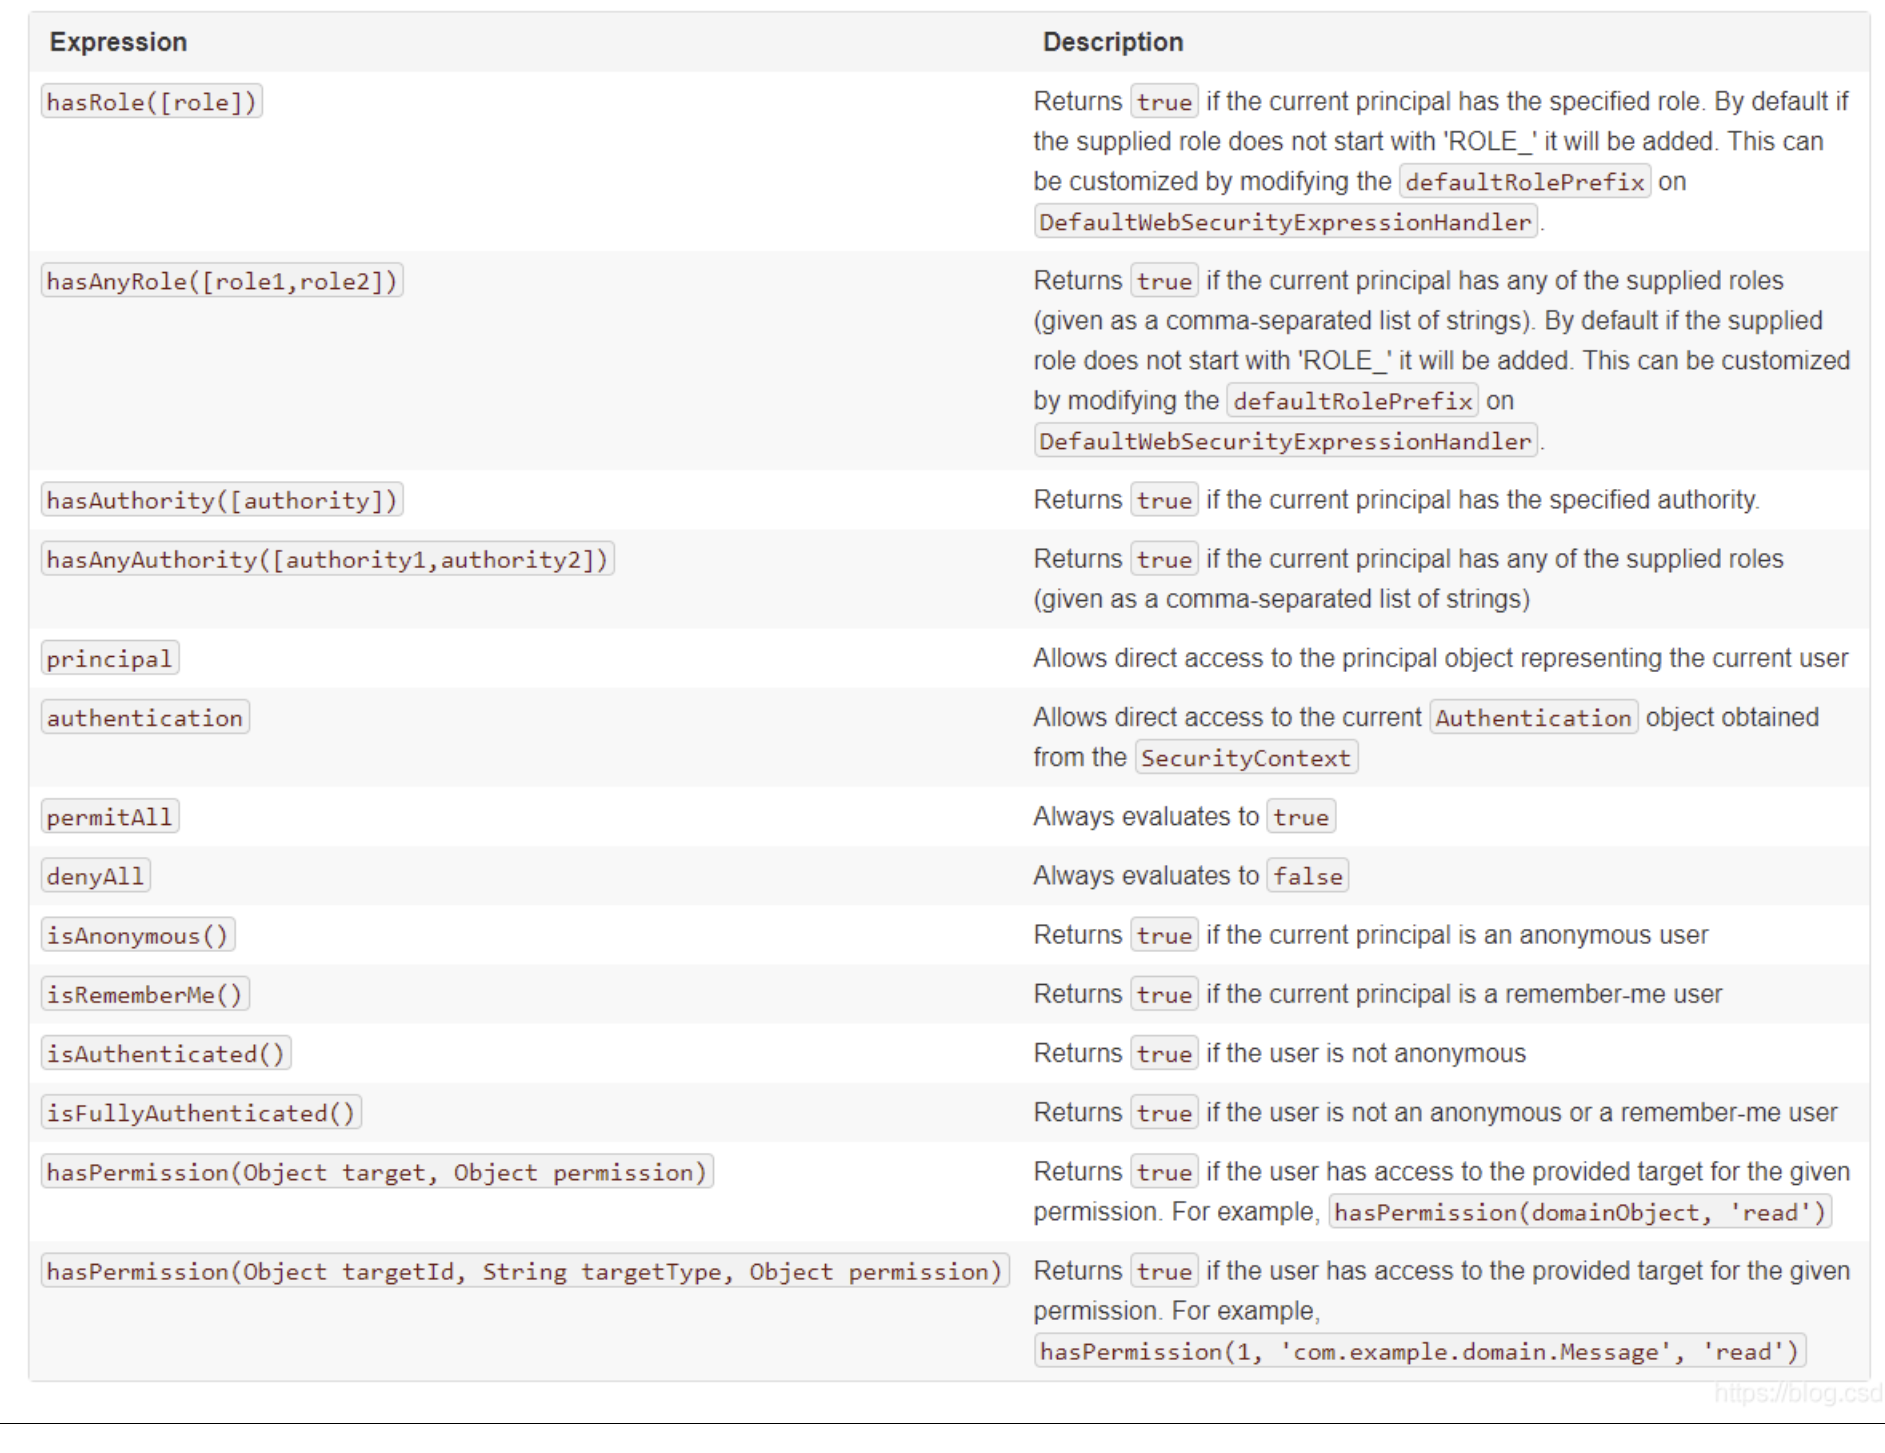 Expression Description
hasRole([role]) Returns true if the current principal has the specified role. By default if
the supplied role does not start with 'ROLE_' it will be added. This can
be customized by modifying the defaultRolePrefix on
DefaultWebSecurityExpressionHandler.
hasAnyRole([role1,role2]) Returns true if the current principal has any of the supplied roles
(given as a comma-separated list of strings). By default if the supplied
role does not start with 'ROLE_' it will be added. This can be customized
by modifying the defaultRolePrefix on
DefaultWebSecurityExpressionHandler.
hasAuthority([authority]) Returns true if the current principal has the specified authority.
hasAnyAuthority([authority1,authority2]) Returns true if the current principal has any of the supplied roles
(given as a comma-separated list of strings)
principal Allows direct access to the principal object representing the current user
authentication Allows direct access to the current Authentication object obtained
from the SecurityContext
permitAll Always evaluates to true
denyAll Always evaluates to false
isAnonymous() Returns true if the current principal is an anonymous user
isRememberMe() Returns true if the current principal is a remember-me user
isAuthenticated() Returns true if the user is not anonymous
isFullyAuthenticated() Returns true if the user is not an anonymous or a remember-me user
hasPermission(Object target, Object permission) Returns true if the user has access to the provided target for the given
permission. For example, hasPermission(domainObject, 'read')
hasPermission(Object targetId, String targetType, Object permission) Returns true if the user has access to the provided target for the given
permission. For example,
hasPermission(1, 'com.example.domain.Message', 'read')
https://blog.csd